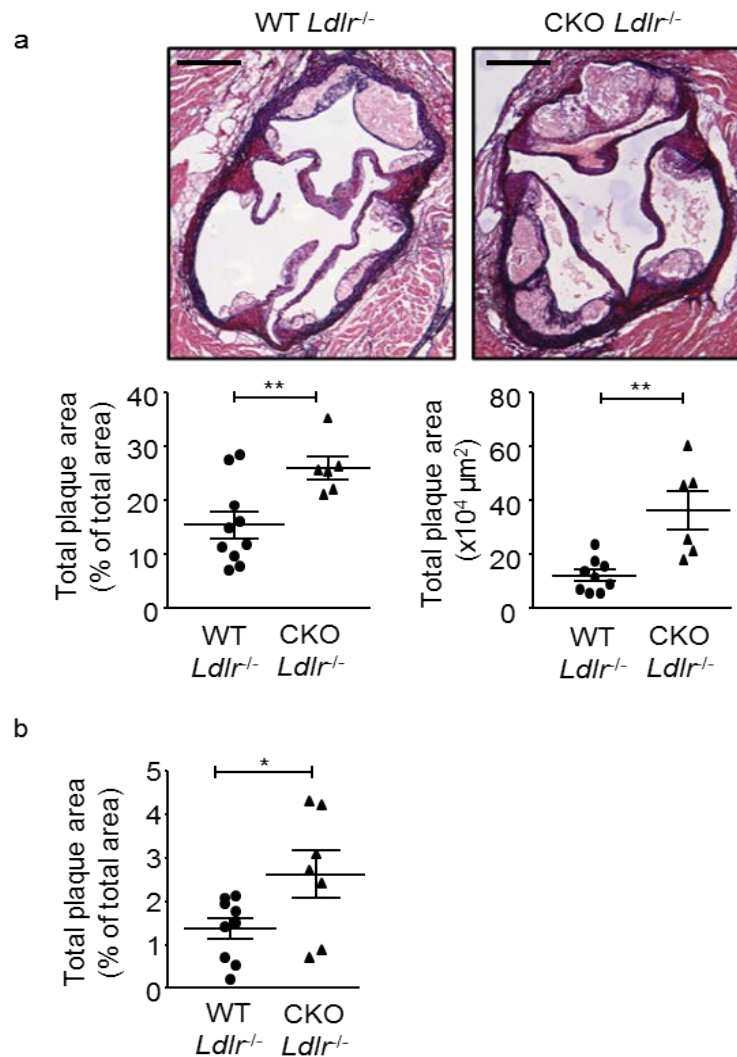 a
WT Ldlr-/-
CKO Ldlr-/-
Total plaque area
(% of total area)
40
30
20
10
0
**
WT
Ldlr-/-
CKO
Ldlr-/-
Total plaque area
(x10⁴ µm²)
80
60
40
20
0
**
WT
Ldlr-/-
CKO
Ldlr-/-
b
Total plaque area
(% of total area)
5
4
3
2
1
0
*
WT
Ldlr-/-
CKO
Ldlr-/-